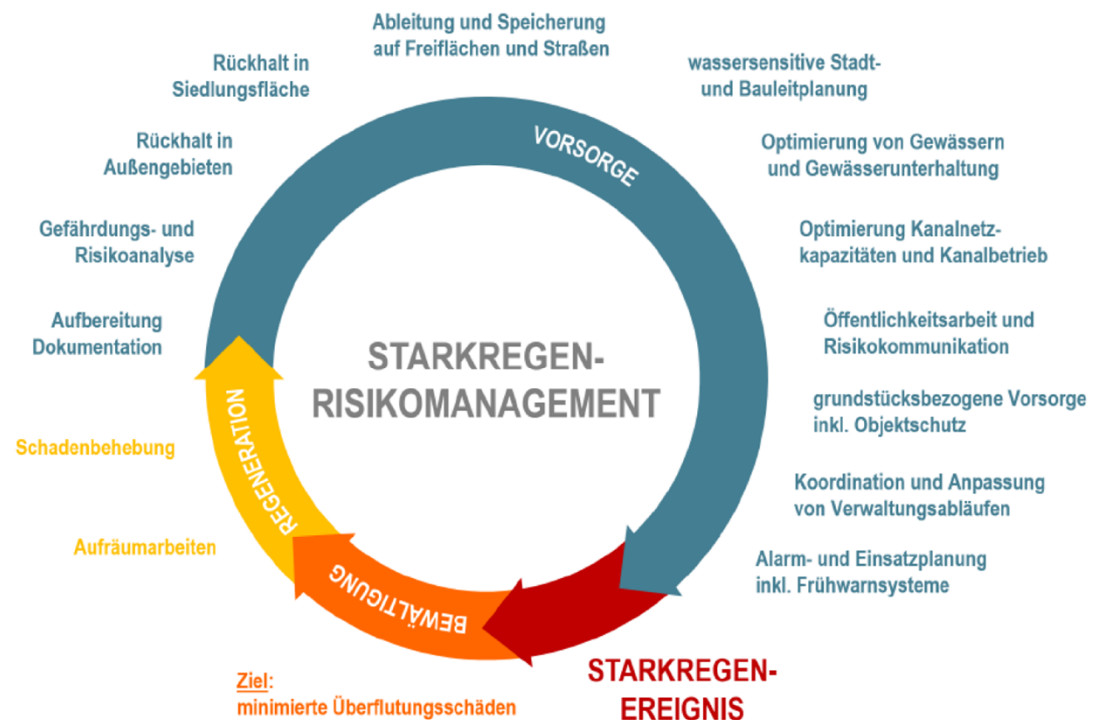 Ableitung und Speicherung
auf Freiflächen und Straßen
Rückhalt in
Siedlungsfläche
wassersensitive Stadt-
und Bauleitplanung
VORSORGE
Rückhalt in
Außengebieten
Optimierung von Gewässern
und Gewässerunterhaltung
Gefährdungs- und
Risikoanalyse
Optimierung Kanalnetz-
kapazitäten und Kanalbetrieb
Aufbereitung
Dokumentation
STARKREGEN-
RISIKOMANAGEMENT
Öffentlichkeitsarbeit und
Risikokommunikation
grundstücksbezogene Vorsorge
inkl. Objektschutz
REGENERATION
Schadenbehebung
Koordination und Anpassung
von Verwaltungsabläufen
Aufräumarbeiten
Alarm- und Einsatzplanung
inkl. Frühwarnsysteme
BEWÄLTIGUNG
Ziel:
minimierte Überflutungsschäden
STARKREGEN-
EREIGNIS